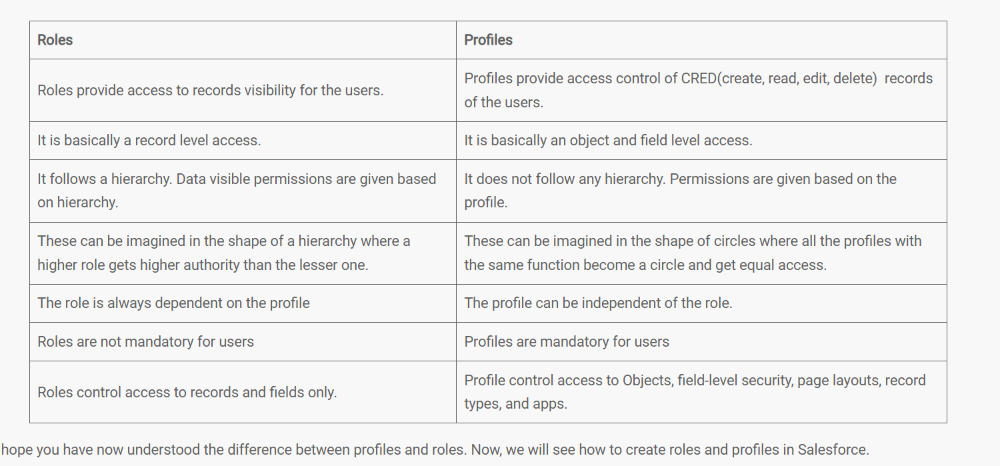 Roles
Profiles
Roles provide access to records visibility for the users.
Profiles provide access control of CRED(create, read, edit, delete)  records
of the users.
It is basically a record level access.
It is basically an object and field level access.
It follows a hierarchy. Data visible permissions are given based
on hierarchy.
It does not follow any hierarchy. Permissions are given based on the
profile.
These can be imagined in the shape of a hierarchy where a
higher role gets higher authority than the lesser one.
These can be imagined in the shape of circles where all the profiles with
the same function become a circle and get equal access.
The role is always dependent on the profile
The profile can be independent of the role.
Roles are not mandatory for users
Profiles are mandatory for users
Roles control access to records and fields only.
Profile control access to Objects, field-level security, page layouts, record
types, and apps.
hope you have now understood the difference between profiles and roles. Now, we will see how to create roles and profiles in Salesforce.